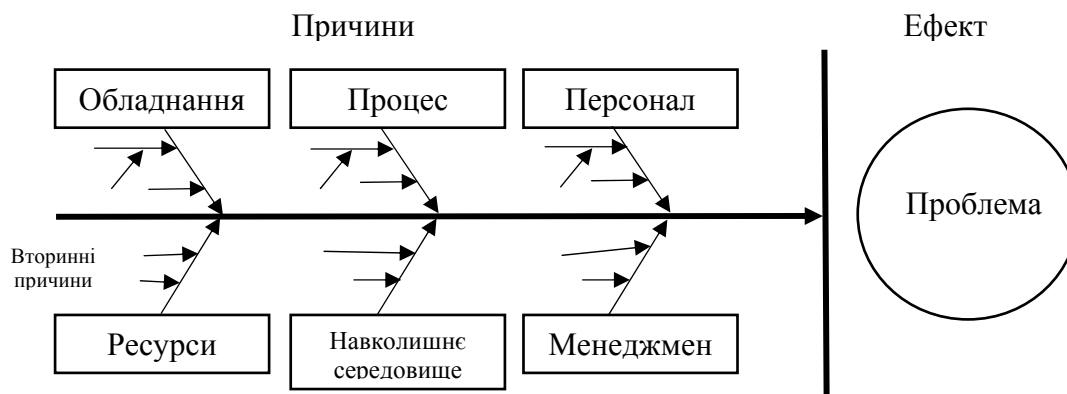 Причини
Ефект
Обладнання
Процес
Персонал
Проблема
Вторинні
причини
Ресурси
Навколишнє
середовище
Менеджмен